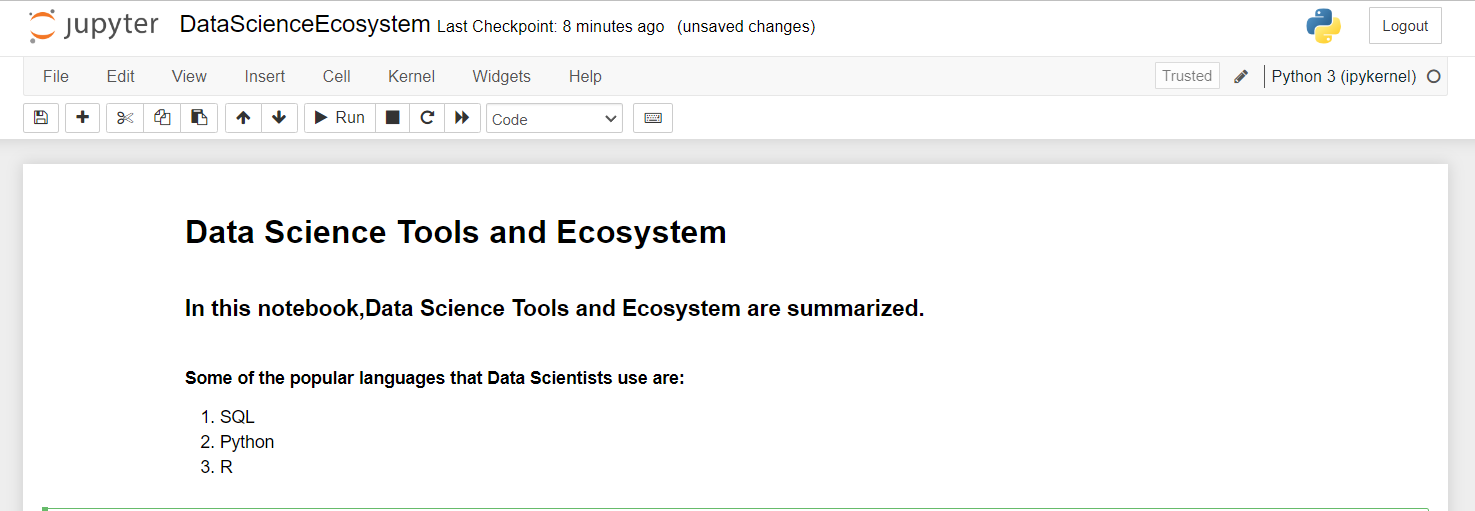 jupyter DataScienceEcosystem Last Checkpoint: 8 minutes ago (unsaved changes) Logout
File Edit View Insert Cell Kernel Widgets Help Trusted Python 3 (ipykernel)
Run Code
Data Science Tools and Ecosystem
In this notebook,Data Science Tools and Ecosystem are summarized.
Some of the popular languages that Data Scientists use are:
1. SQL
2. Python
3. R